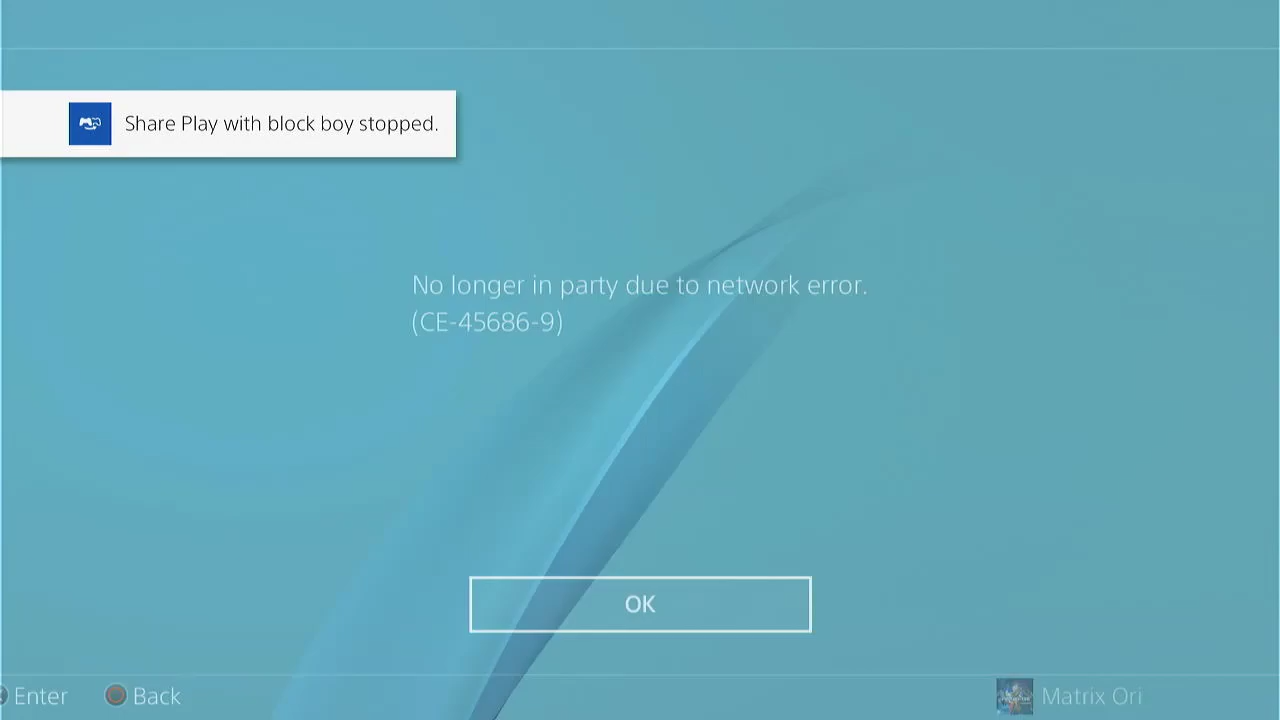 Share Play with block boy stopped.
No longer in party due to network error.
(CE-45686-9)
OK
Enter
Back
Matrix Ori